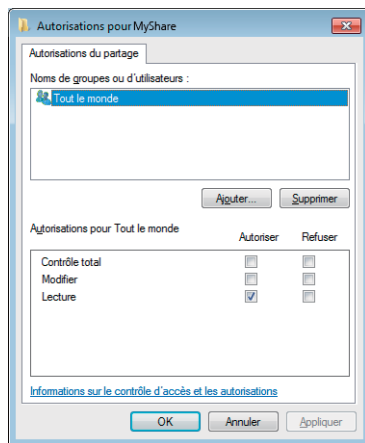 Autorisations pour MyShare
Autorisations du partage
Noms de groupes ou d'utilisateurs :
Tout le monde
Ajouter... Supprimer
Autorisations pour Tout le monde Autoriser Refuser
Contrôle total
Modifier
Lecture
Informations sur le contrôle d'accès et les autorisations
OK Annuler Appliquer